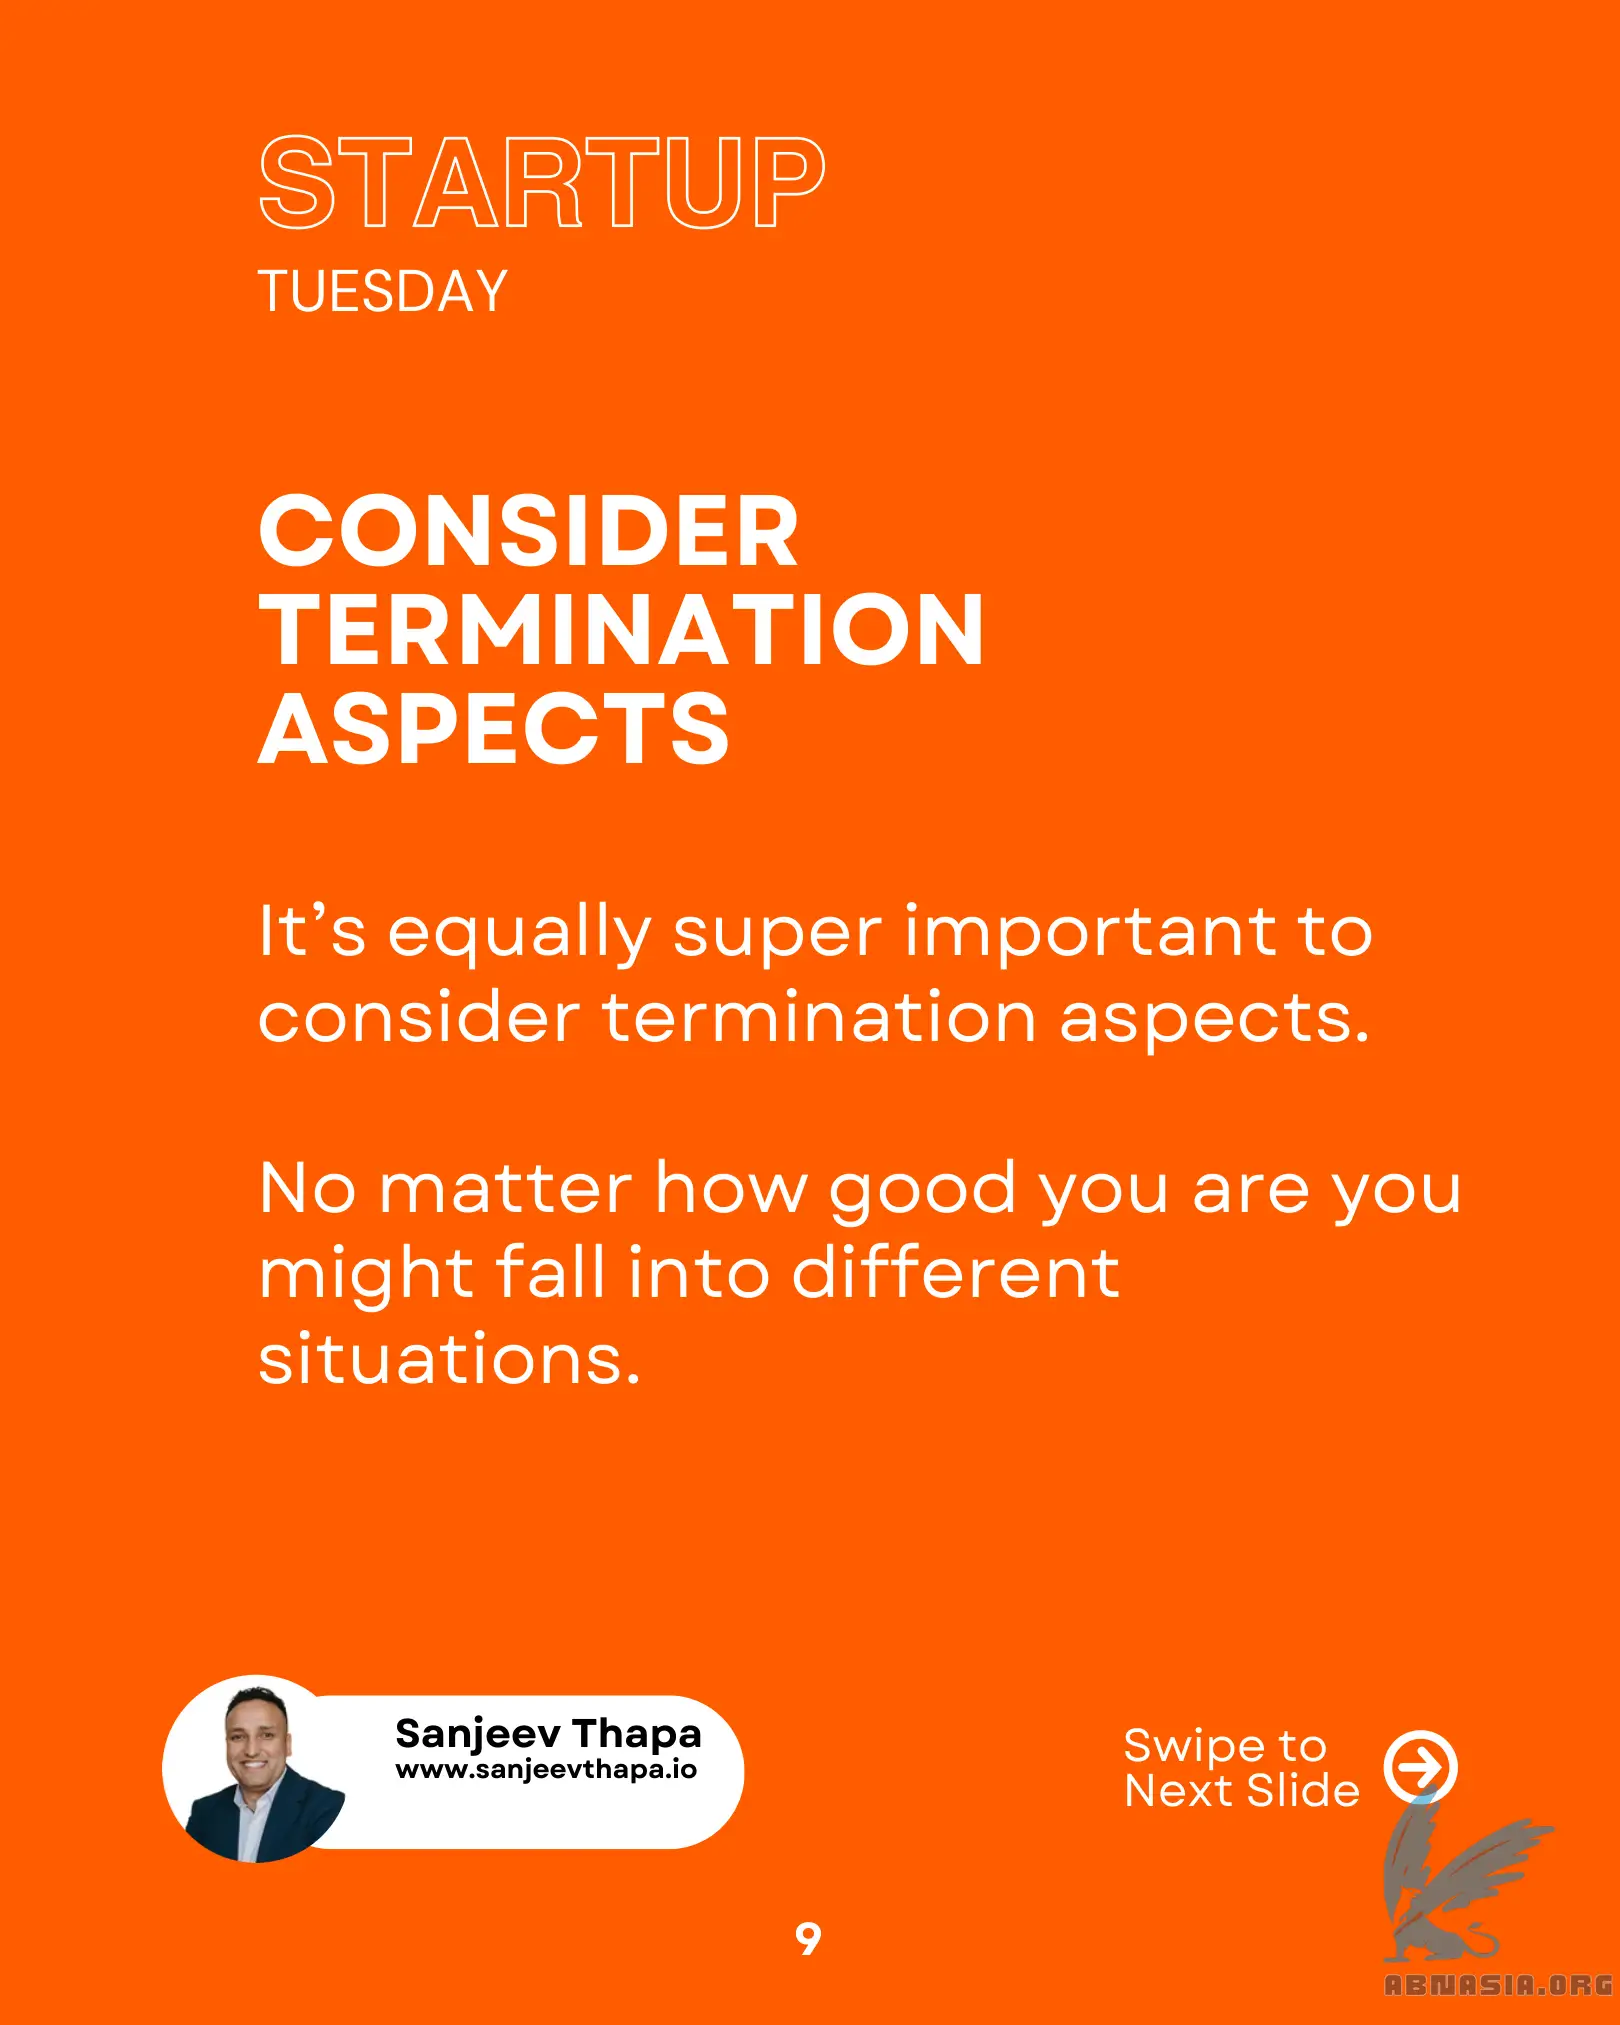 STARTUP
TUESDAY
CONSIDER
TERMINATION
ASPECTS
It’s equally super important to
consider termination aspects.
No matter how good you are you
might fall into different
situations.
Sanjeev Thapa
www.sanjeevthapa.io
Swipe to
Next Slide
9
ABNASIA.ORG